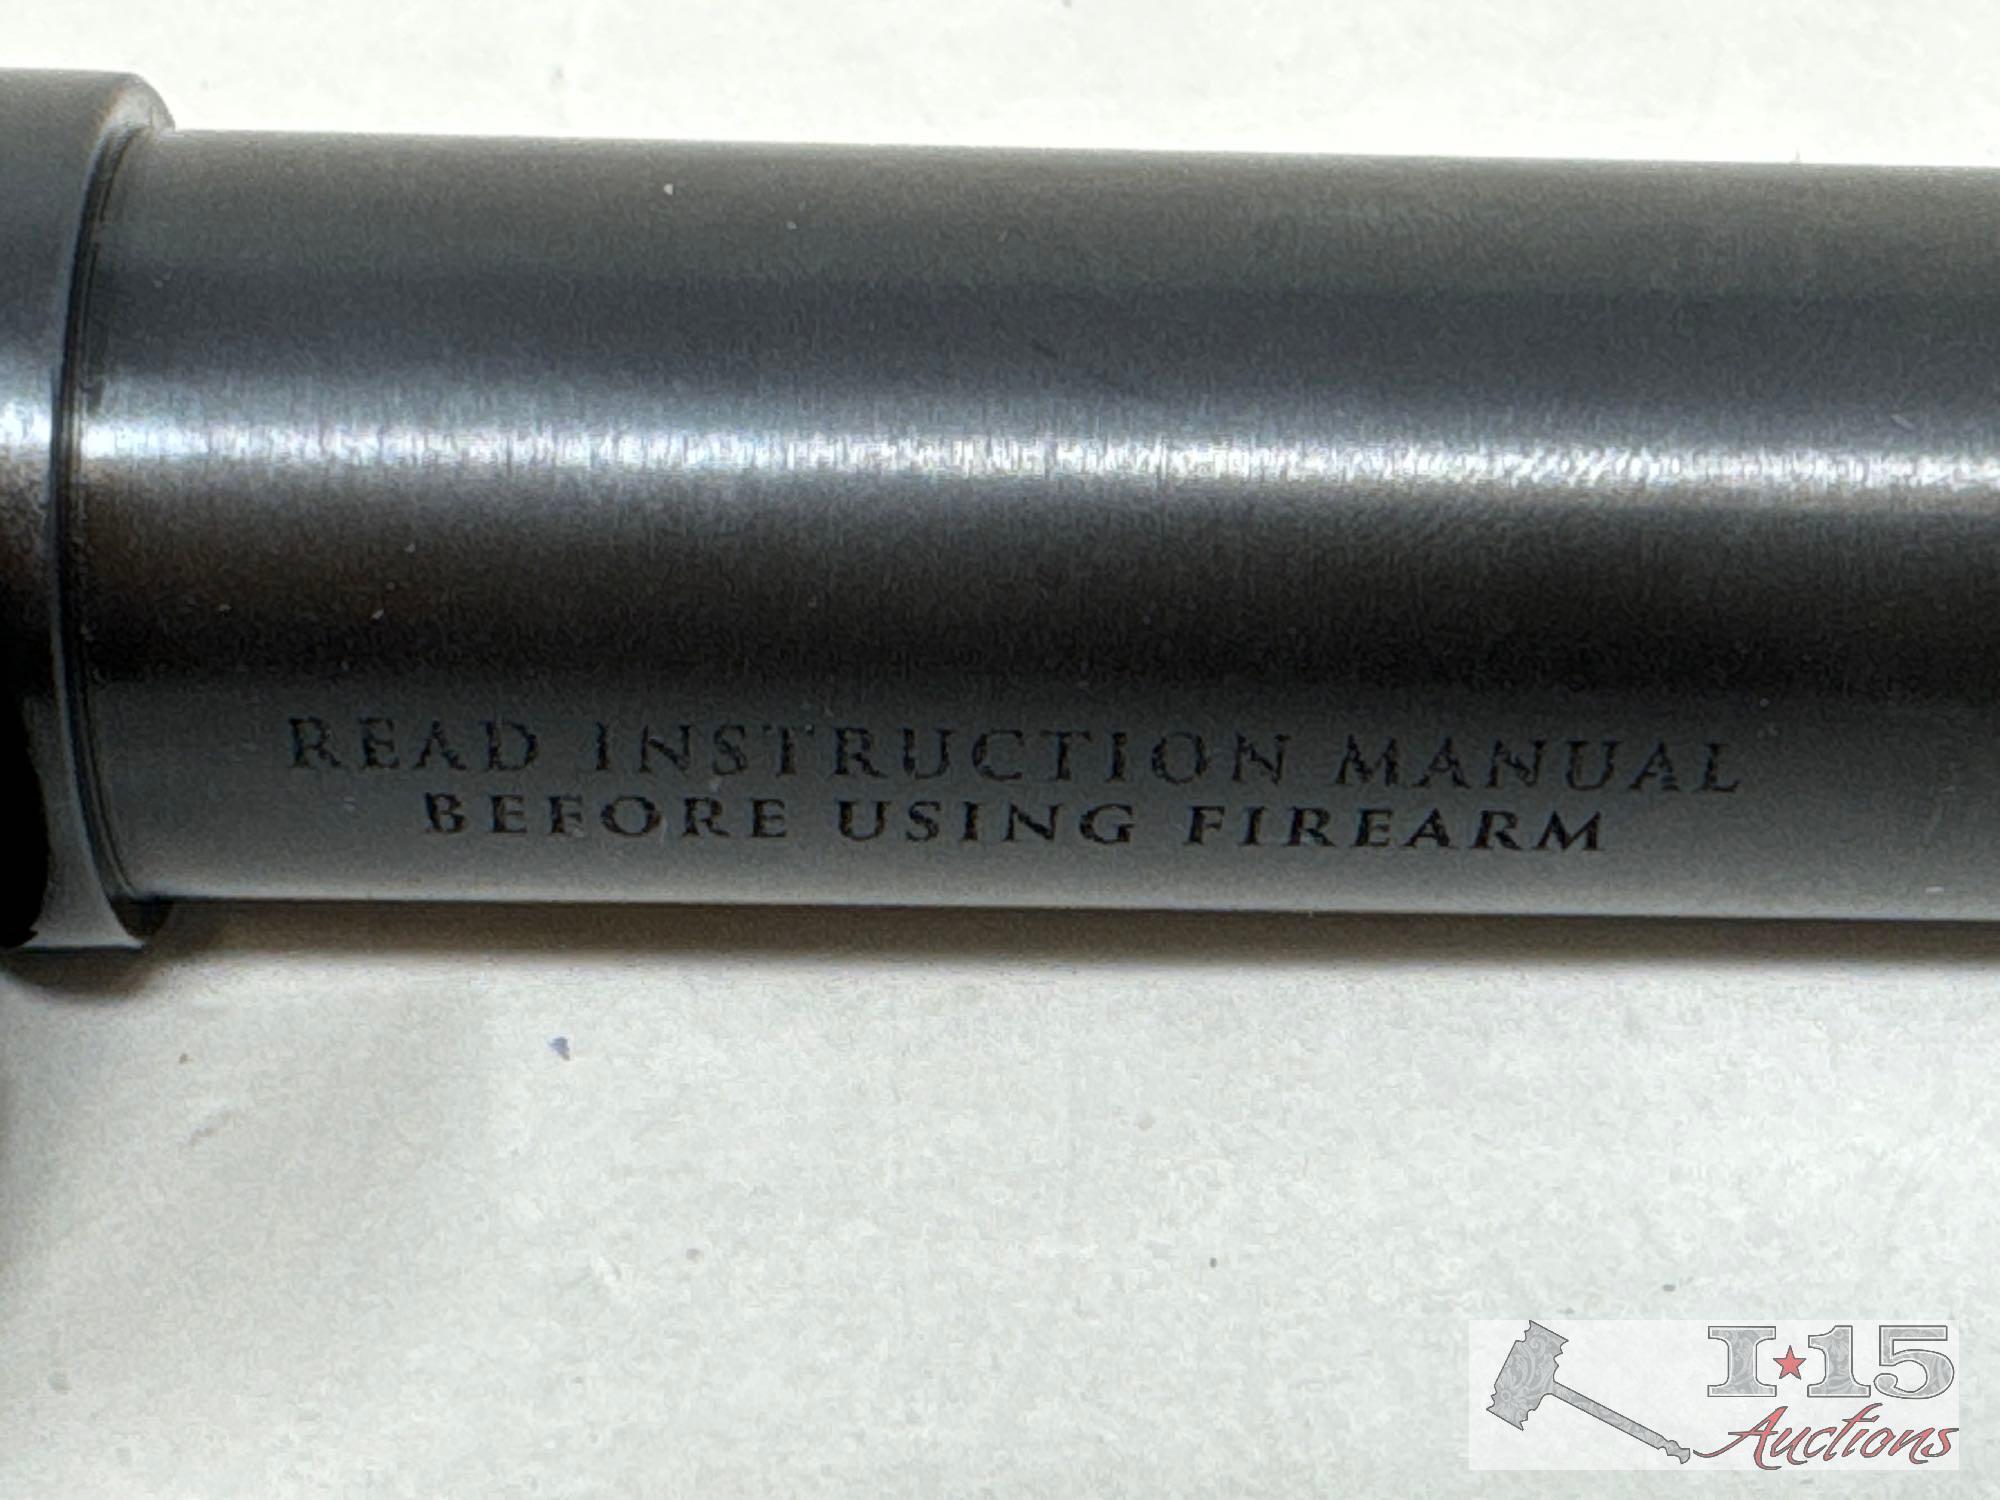 READ INSTRUCTION MANUAL
BEFORE USING FIREARM
I★15
Auctions